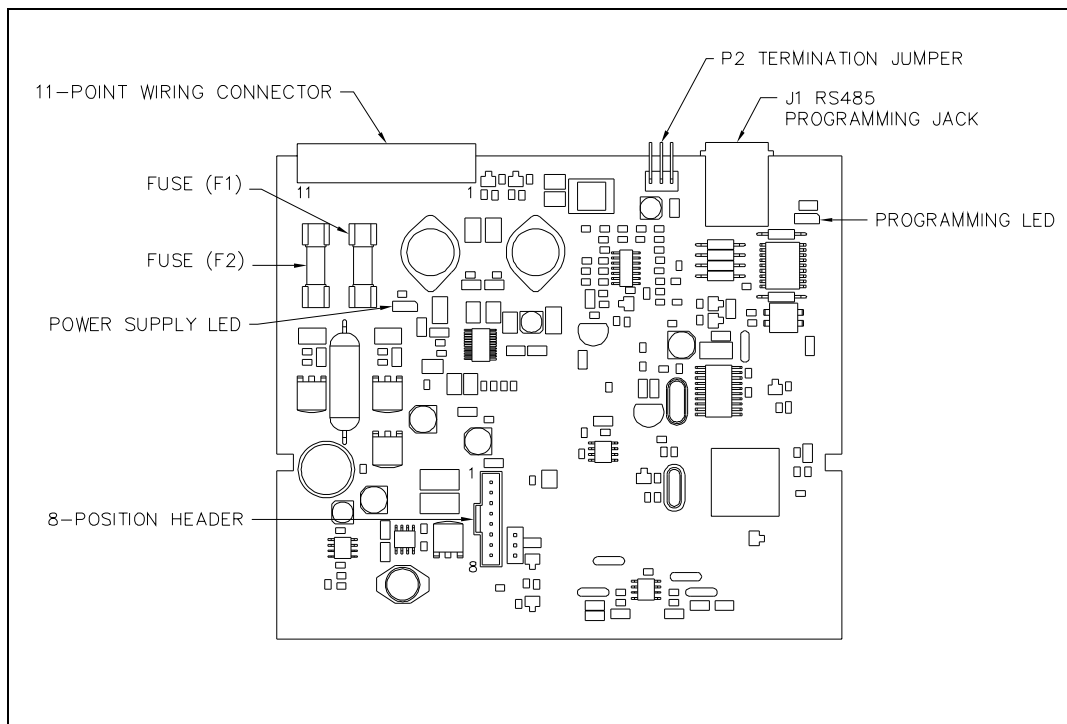 P2 TERMINATION JUMPER
11-POINT WIRING CONNECTOR
J1 RS485
PROGRAMMING JACK
11
1
FUSE (F1)
PROGRAMMING LED
FUSE (F2)
POWER SUPPLY LED
1
8-POSITION HEADER
8